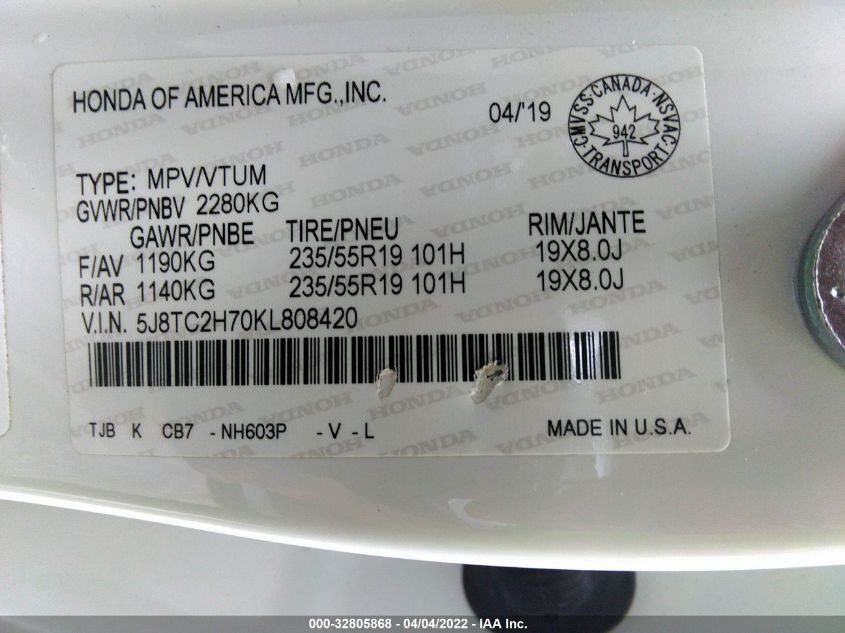 HONDA OF AMERICA MFG.,INC.
04/'19
CMVSS·CANADA·NSVAC
942
TRANSPORT
TYPE: MPV/VTUM
GVWR/PNBV 2280KG
GAWR/PNBE TIRE/PNEU RIM/JANTE
F/AV 1190KG 235/55R19 101H 19X8.0J
R/AR 1140KG 235/55R19 101H 19X8.0J
V.I.N. 5J8TC2H70KL808420
TJB K CB7 -NH603P -V -L MADE IN U.S.A.
000-32805868 - 04/04/2022 - IAA Inc.